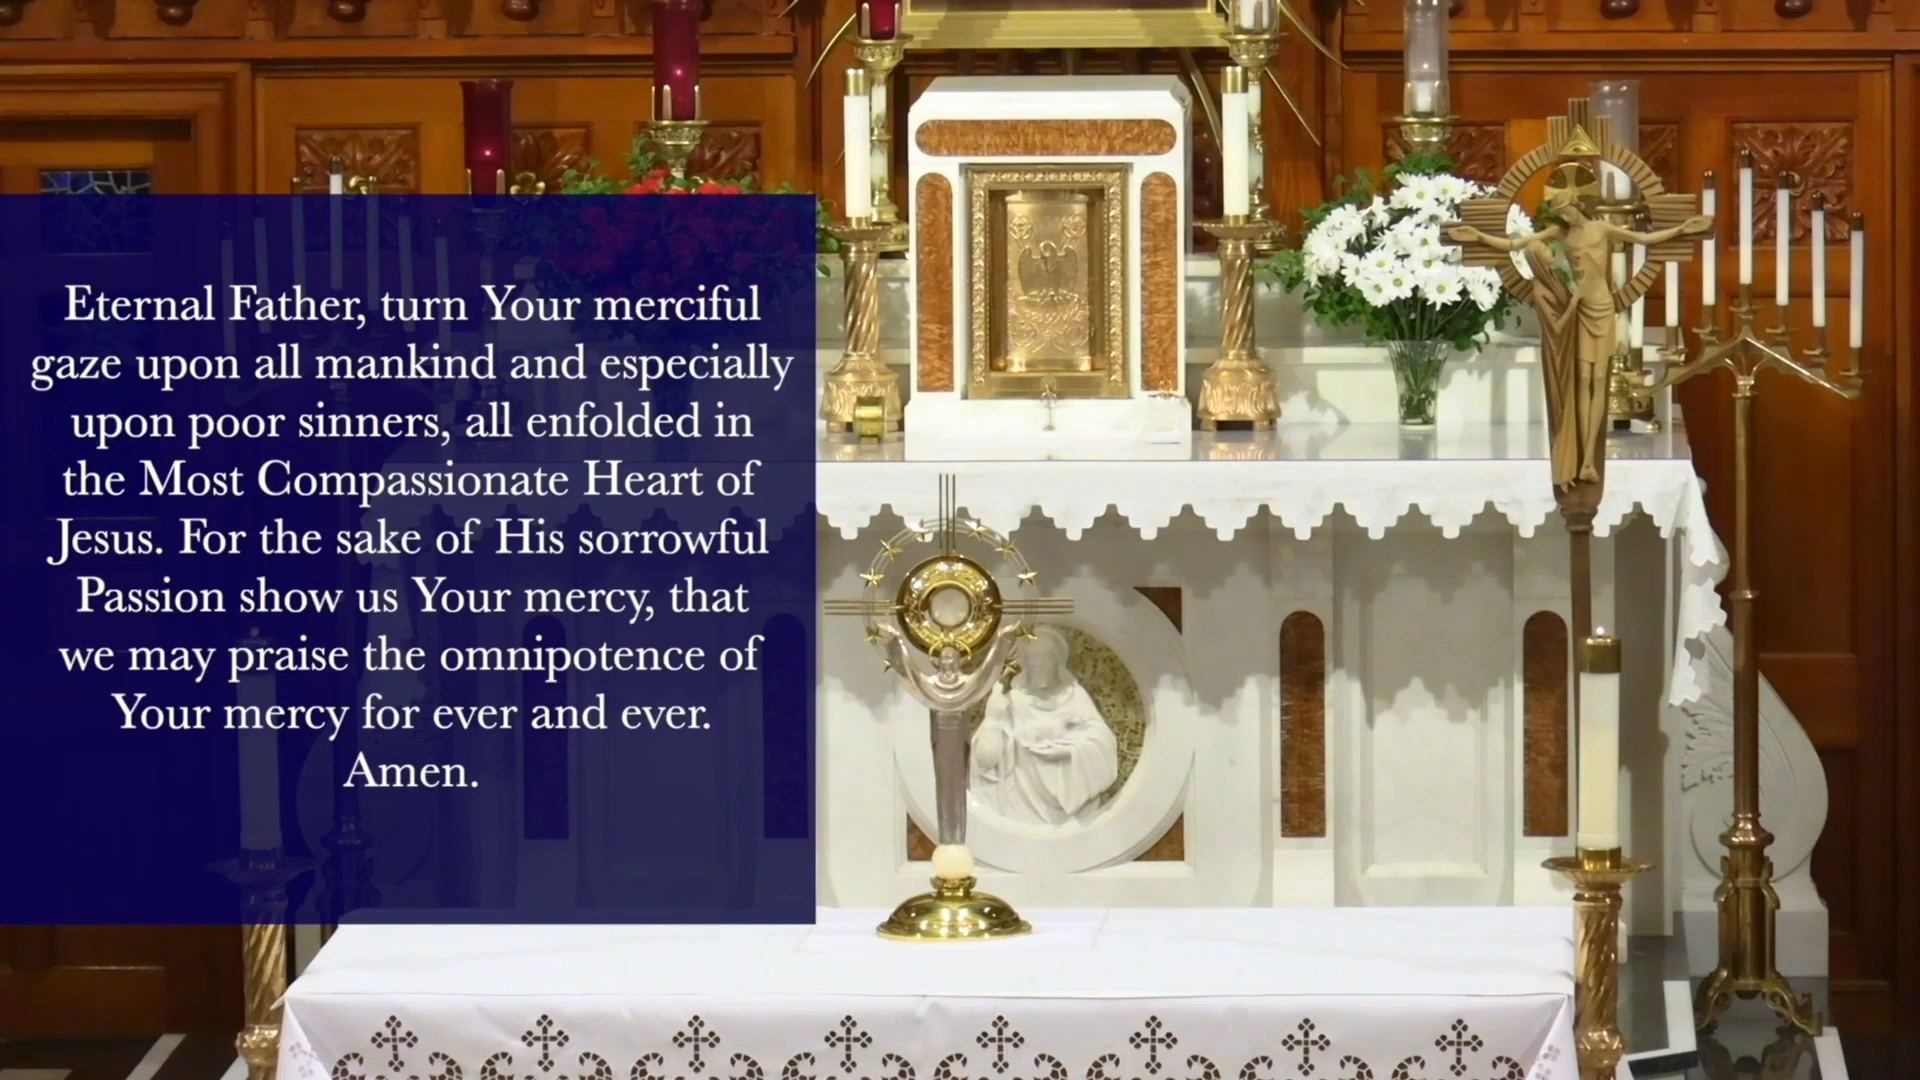 Eternal Father, turn Your merciful
gaze upon all mankind and especially
upon poor sinners, all enfolded in
the Most Compassionate Heart of
Jesus. For the sake of His sorrowful
Passion show us Your mercy, that
we may praise the omnipotence of
Your mercy for ever and ever.
Amen.